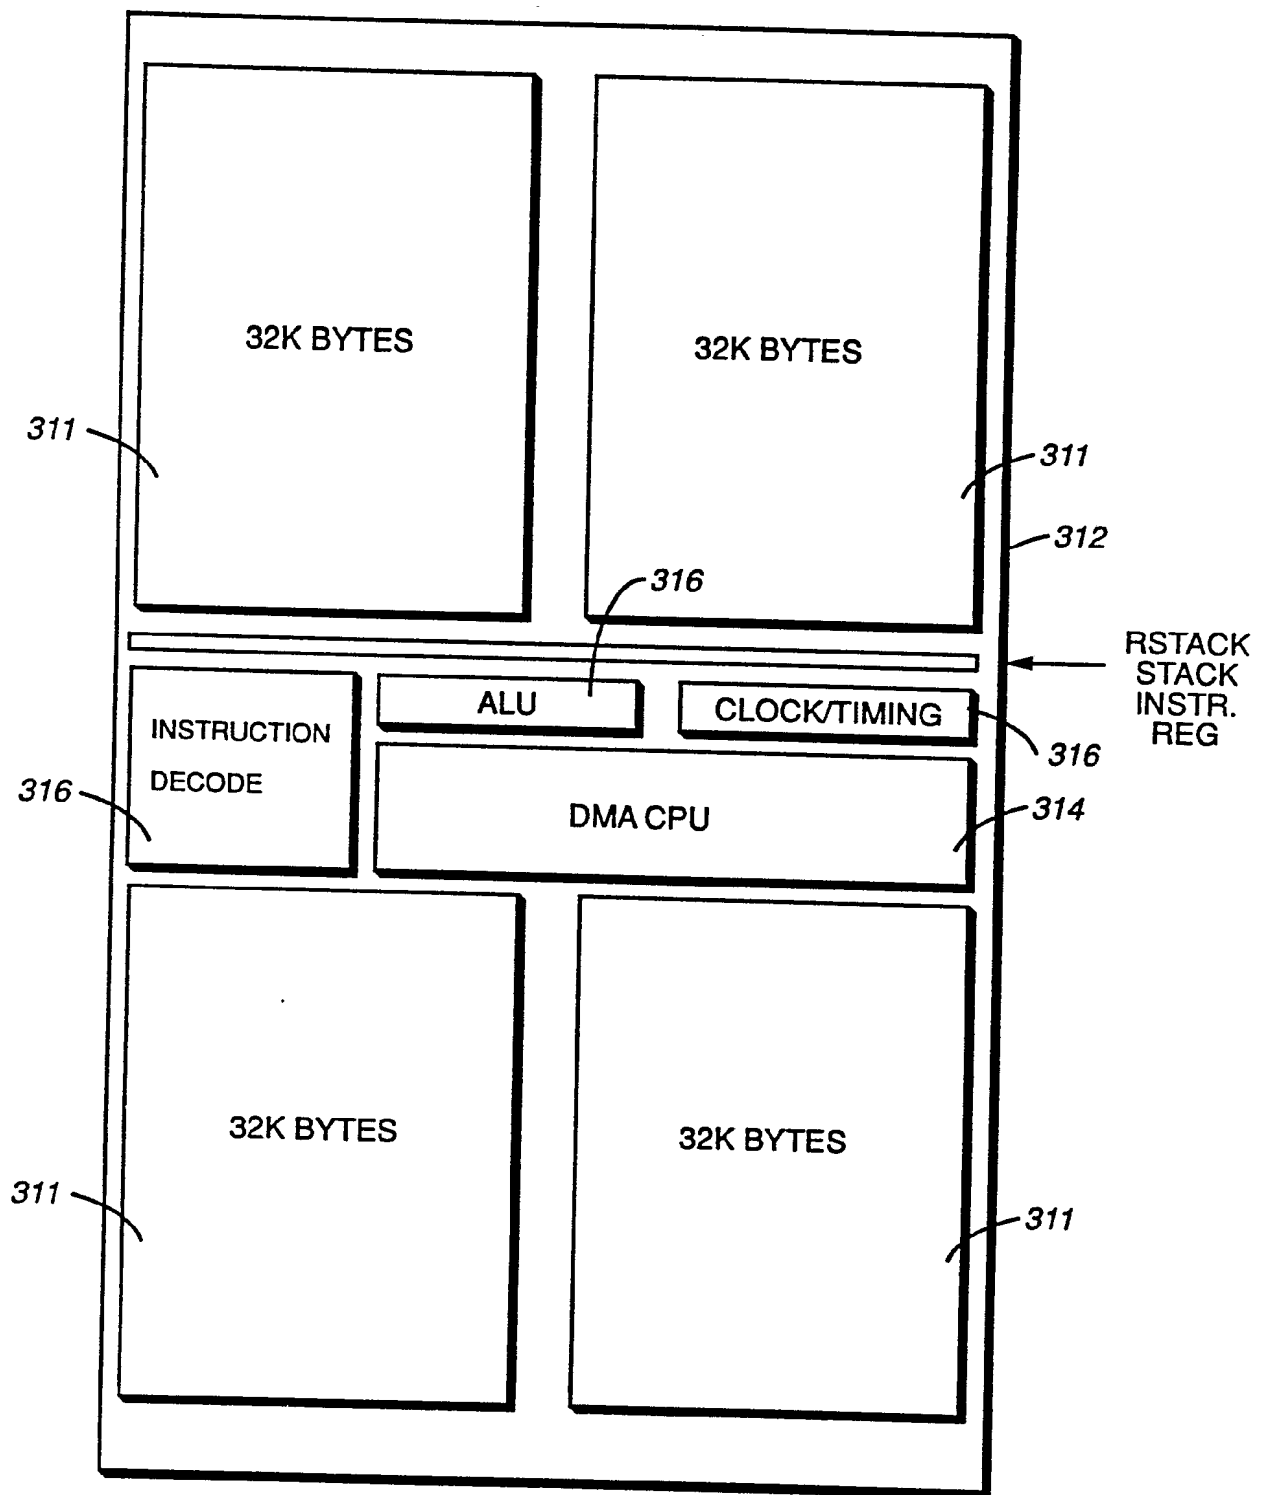 32K BYTES
32K BYTES
311
311
312
316
RSTACK
STACK
INSTR.
REG
ALU
CLOCK/TIMING
INSTRUCTION
DECODE
316
316
DMA CPU
314
32K BYTES
32K BYTES
311
311